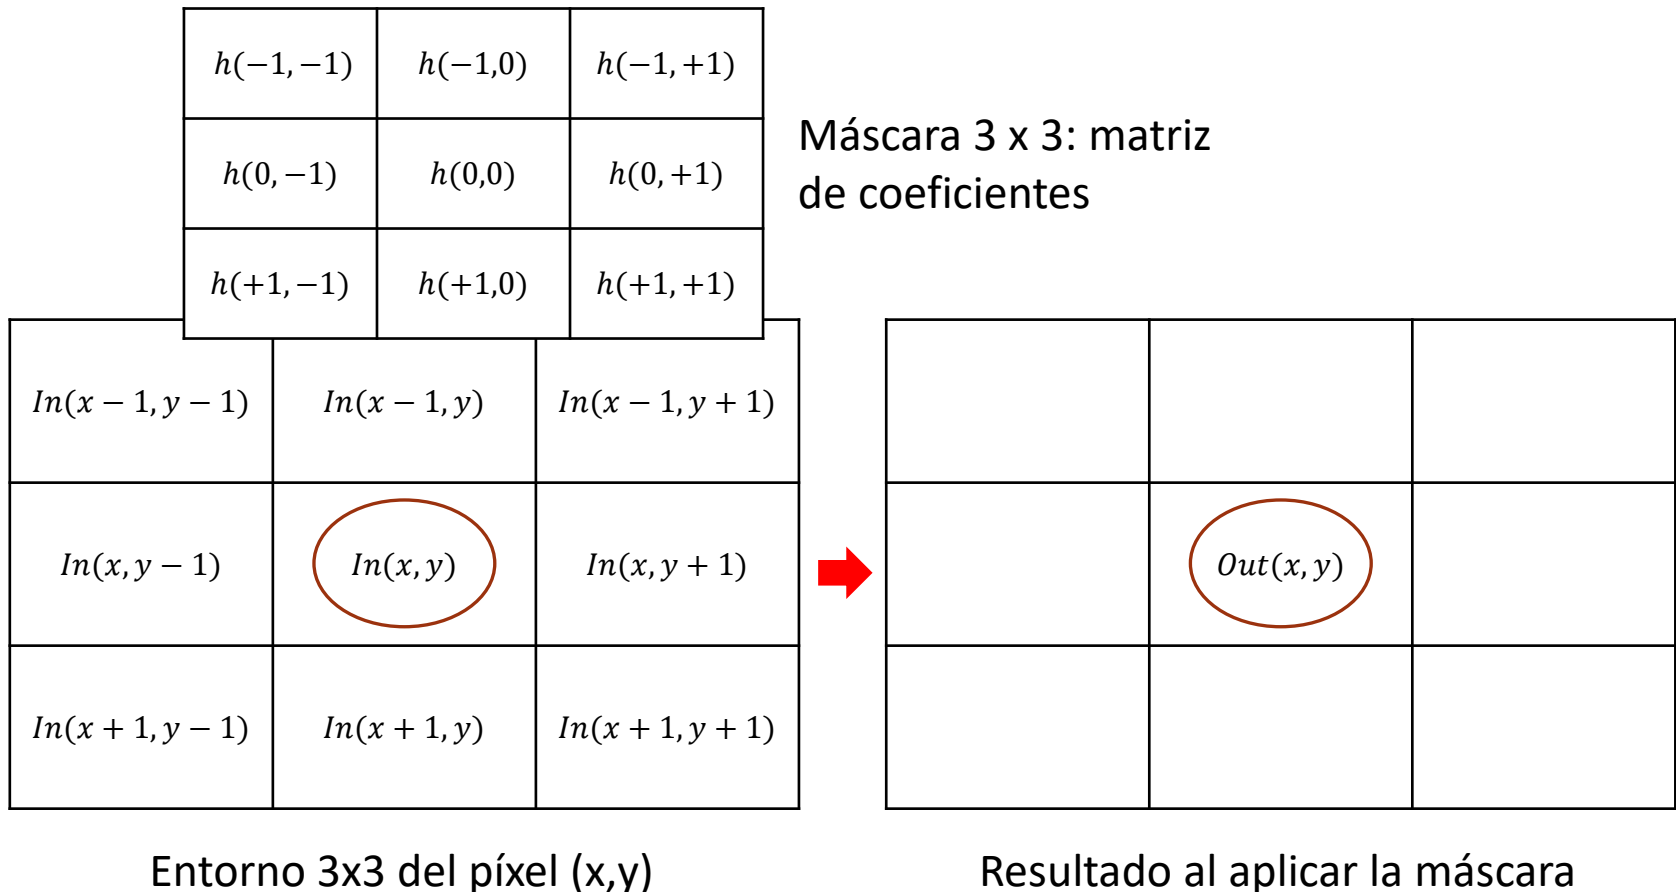 h(−1,−1) h(−1,0) h(−1,+1)
h(0,−1) h(0,0) h(0,+1)
h(+1,−1) h(+1,0) h(+1,+1)
Máscara 3 x 3: matriz
de coeficientes
In(x − 1, y − 1) In(x − 1, y) In(x − 1, y + 1)
In(x, y − 1) In(x, y) In(x, y + 1)
In(x + 1, y − 1) In(x + 1, y) In(x + 1, y + 1)
Out(x, y)
Entorno 3x3 del píxel (x,y)
Resultado al aplicar la máscara